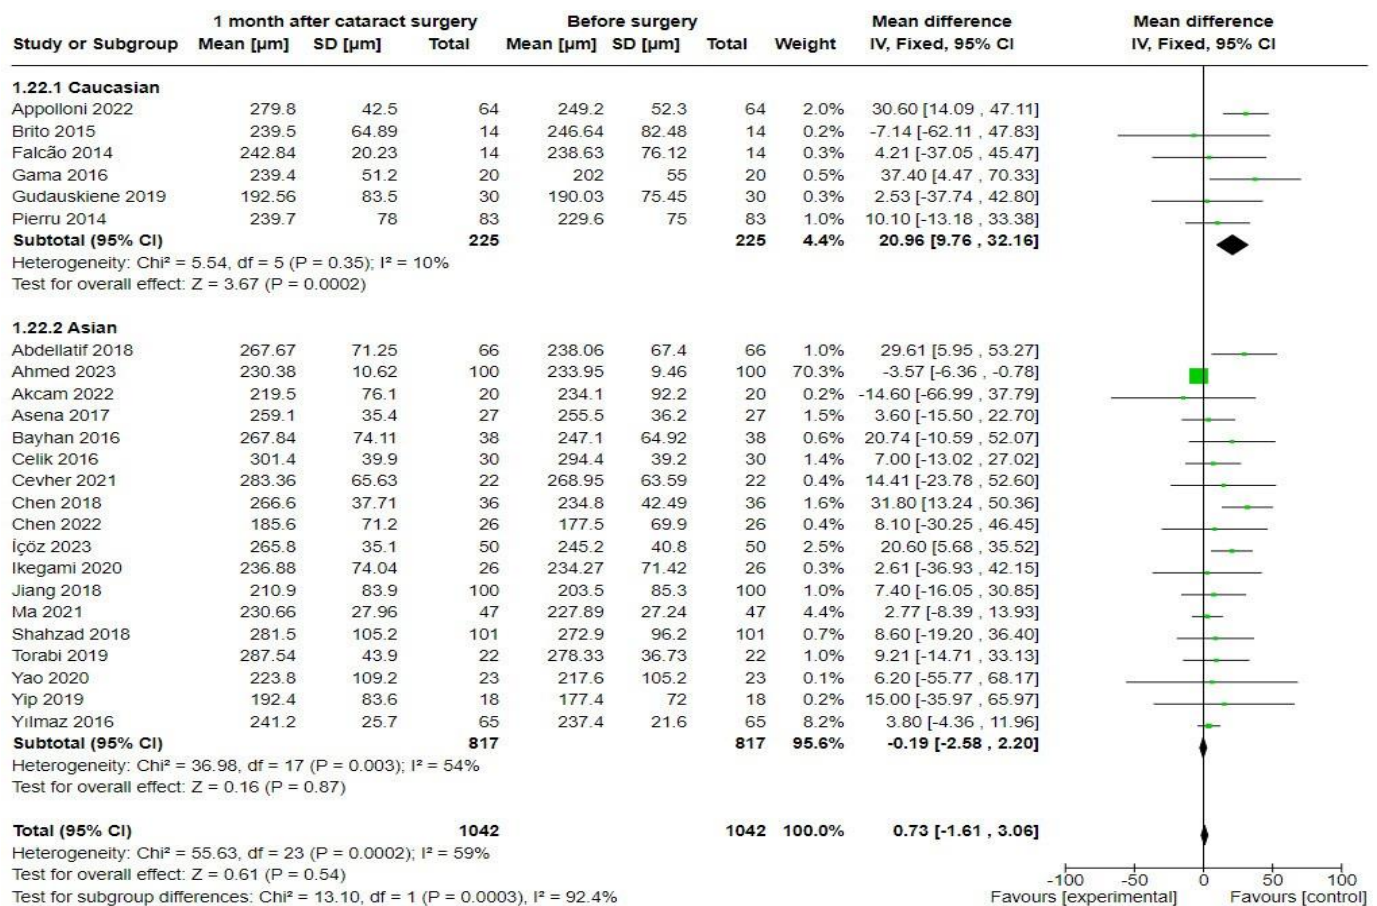 1 month after cataract surgery Before surgery Mean difference Mean difference
Study or Subgroup Mean [µm] SD [µm] Total Mean [µm] SD [µm] Total Weight IV, Fixed, 95% CI IV, Fixed, 95% CI
1.22.1 Caucasian
Appolloni 2022 279.8 42.5 64 249.2 52.3 64 2.0% 30.60 [14.09 , 47.11]
Brito 2015 239.5 64.89 14 246.64 82.48 14 0.2% -7.14 [-62.11 , 47.83]
Falcão 2014 242.84 20.23 14 238.63 76.12 14 0.3% 4.21 [-37.05 , 45.47]
Gama 2016 239.4 51.2 20 202 55 20 0.5% 37.40 [4.47 , 70.33]
Gudauskiene 2019 192.56 83.5 30 190.03 75.45 30 0.3% 2.53 [-37.74 , 42.80]
Pierru 2014 239.7 78 83 229.6 75 83 1.0% 10.10 [-13.18 , 33.38]
Subtotal (95% CI) 225 225 4.4% 20.96 [9.76 , 32.16]
Heterogeneity: Chi² = 5.54, df = 5 (P = 0.35); I² = 10%
Test for overall effect: Z = 3.67 (P = 0.0002)
1.22.2 Asian
Abdellatif 2018 267.67 71.25 66 238.06 67.4 66 1.0% 29.61 [5.95 , 53.27]
Ahmed 2023 230.38 10.62 100 233.95 9.46 100 70.3% -3.57 [-6.36 , -0.78]
Akcam 2022 219.5 76.1 20 234.1 92.2 20 0.2% -14.60 [-66.99 , 37.79]
Asena 2017 259.1 35.4 27 255.5 36.2 27 1.5% 3.60 [-15.50 , 22.70]
Bayhan 2016 267.84 74.11 38 247.1 64.92 38 0.6% 20.74 [-10.59 , 52.07]
Celik 2016 301.4 39.9 30 294.4 39.2 30 1.4% 7.00 [-13.02 , 27.02]
Cevher 2021 283.36 65.63 22 268.95 63.59 22 0.4% 14.41 [-23.78 , 52.60]
Chen 2018 266.6 37.71 36 234.8 42.49 36 1.6% 31.80 [13.24 , 50.36]
Chen 2022 185.6 71.2 26 177.5 69.9 26 0.4% 8.10 [-30.25 , 46.45]
İçöz 2023 265.8 35.1 50 245.2 40.8 50 2.5% 20.60 [5.68 , 35.52]
Ikegami 2020 236.88 74.04 26 234.27 71.42 26 0.3% 2.61 [-36.93 , 42.15]
Jiang 2018 210.9 83.9 100 203.5 85.3 100 1.0% 7.40 [-16.05 , 30.85]
Ma 2021 230.66 27.96 47 227.89 27.24 47 4.4% 2.77 [-8.39 , 13.93]
Shahzad 2018 281.5 105.2 101 272.9 96.2 101 0.7% 8.60 [-19.20 , 36.40]
Torabi 2019 287.54 43.9 22 278.33 36.73 22 1.0% 9.21 [-14.71 , 33.13]
Yao 2020 223.8 109.2 23 217.6 105.2 23 0.1% 6.20 [-55.77 , 68.17]
Yip 2019 192.4 83.6 18 177.4 72 18 0.2% 15.00 [-35.97 , 65.97]
Yılmaz 2016 241.2 25.7 65 237.4 21.6 65 8.2% 3.80 [-4.36 , 11.96]
Subtotal (95% CI) 817 817 95.6% -0.19 [-2.58 , 2.20]
Heterogeneity: Chi² = 36.98, df = 17 (P = 0.003); I² = 54%
Test for overall effect: Z = 0.16 (P = 0.87)
Total (95% CI) 1042 1042 100.0% 0.73 [-1.61 , 3.06]
Heterogeneity: Chi² = 55.63, df = 23 (P = 0.0002); I² = 59%
Test for overall effect: Z = 0.61 (P = 0.54) -100 -50 0 50 100
Test for subgroup differences: Chi² = 13.10, df = 1 (P = 0.0003), I² = 92.4% Favours [experimental] Favours [control]